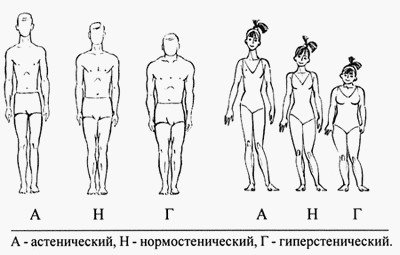 А Н Г А Н Г
А - астенический, Н - нормостенический, Г - гиперстенический.